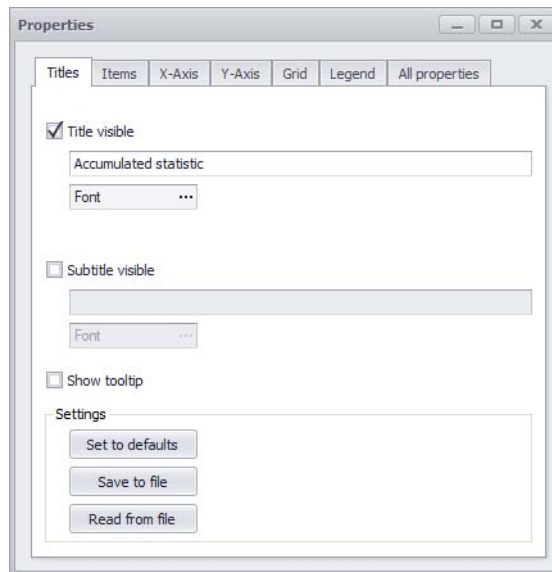 Properties
Titles Items X-Axis Y-Axis Grid Legend All properties
Title visible
Accumulated statistic
Font ...
Subtitle visible
Font ...
Show tooltip
Settings
Set to defaults
Save to file
Read from file